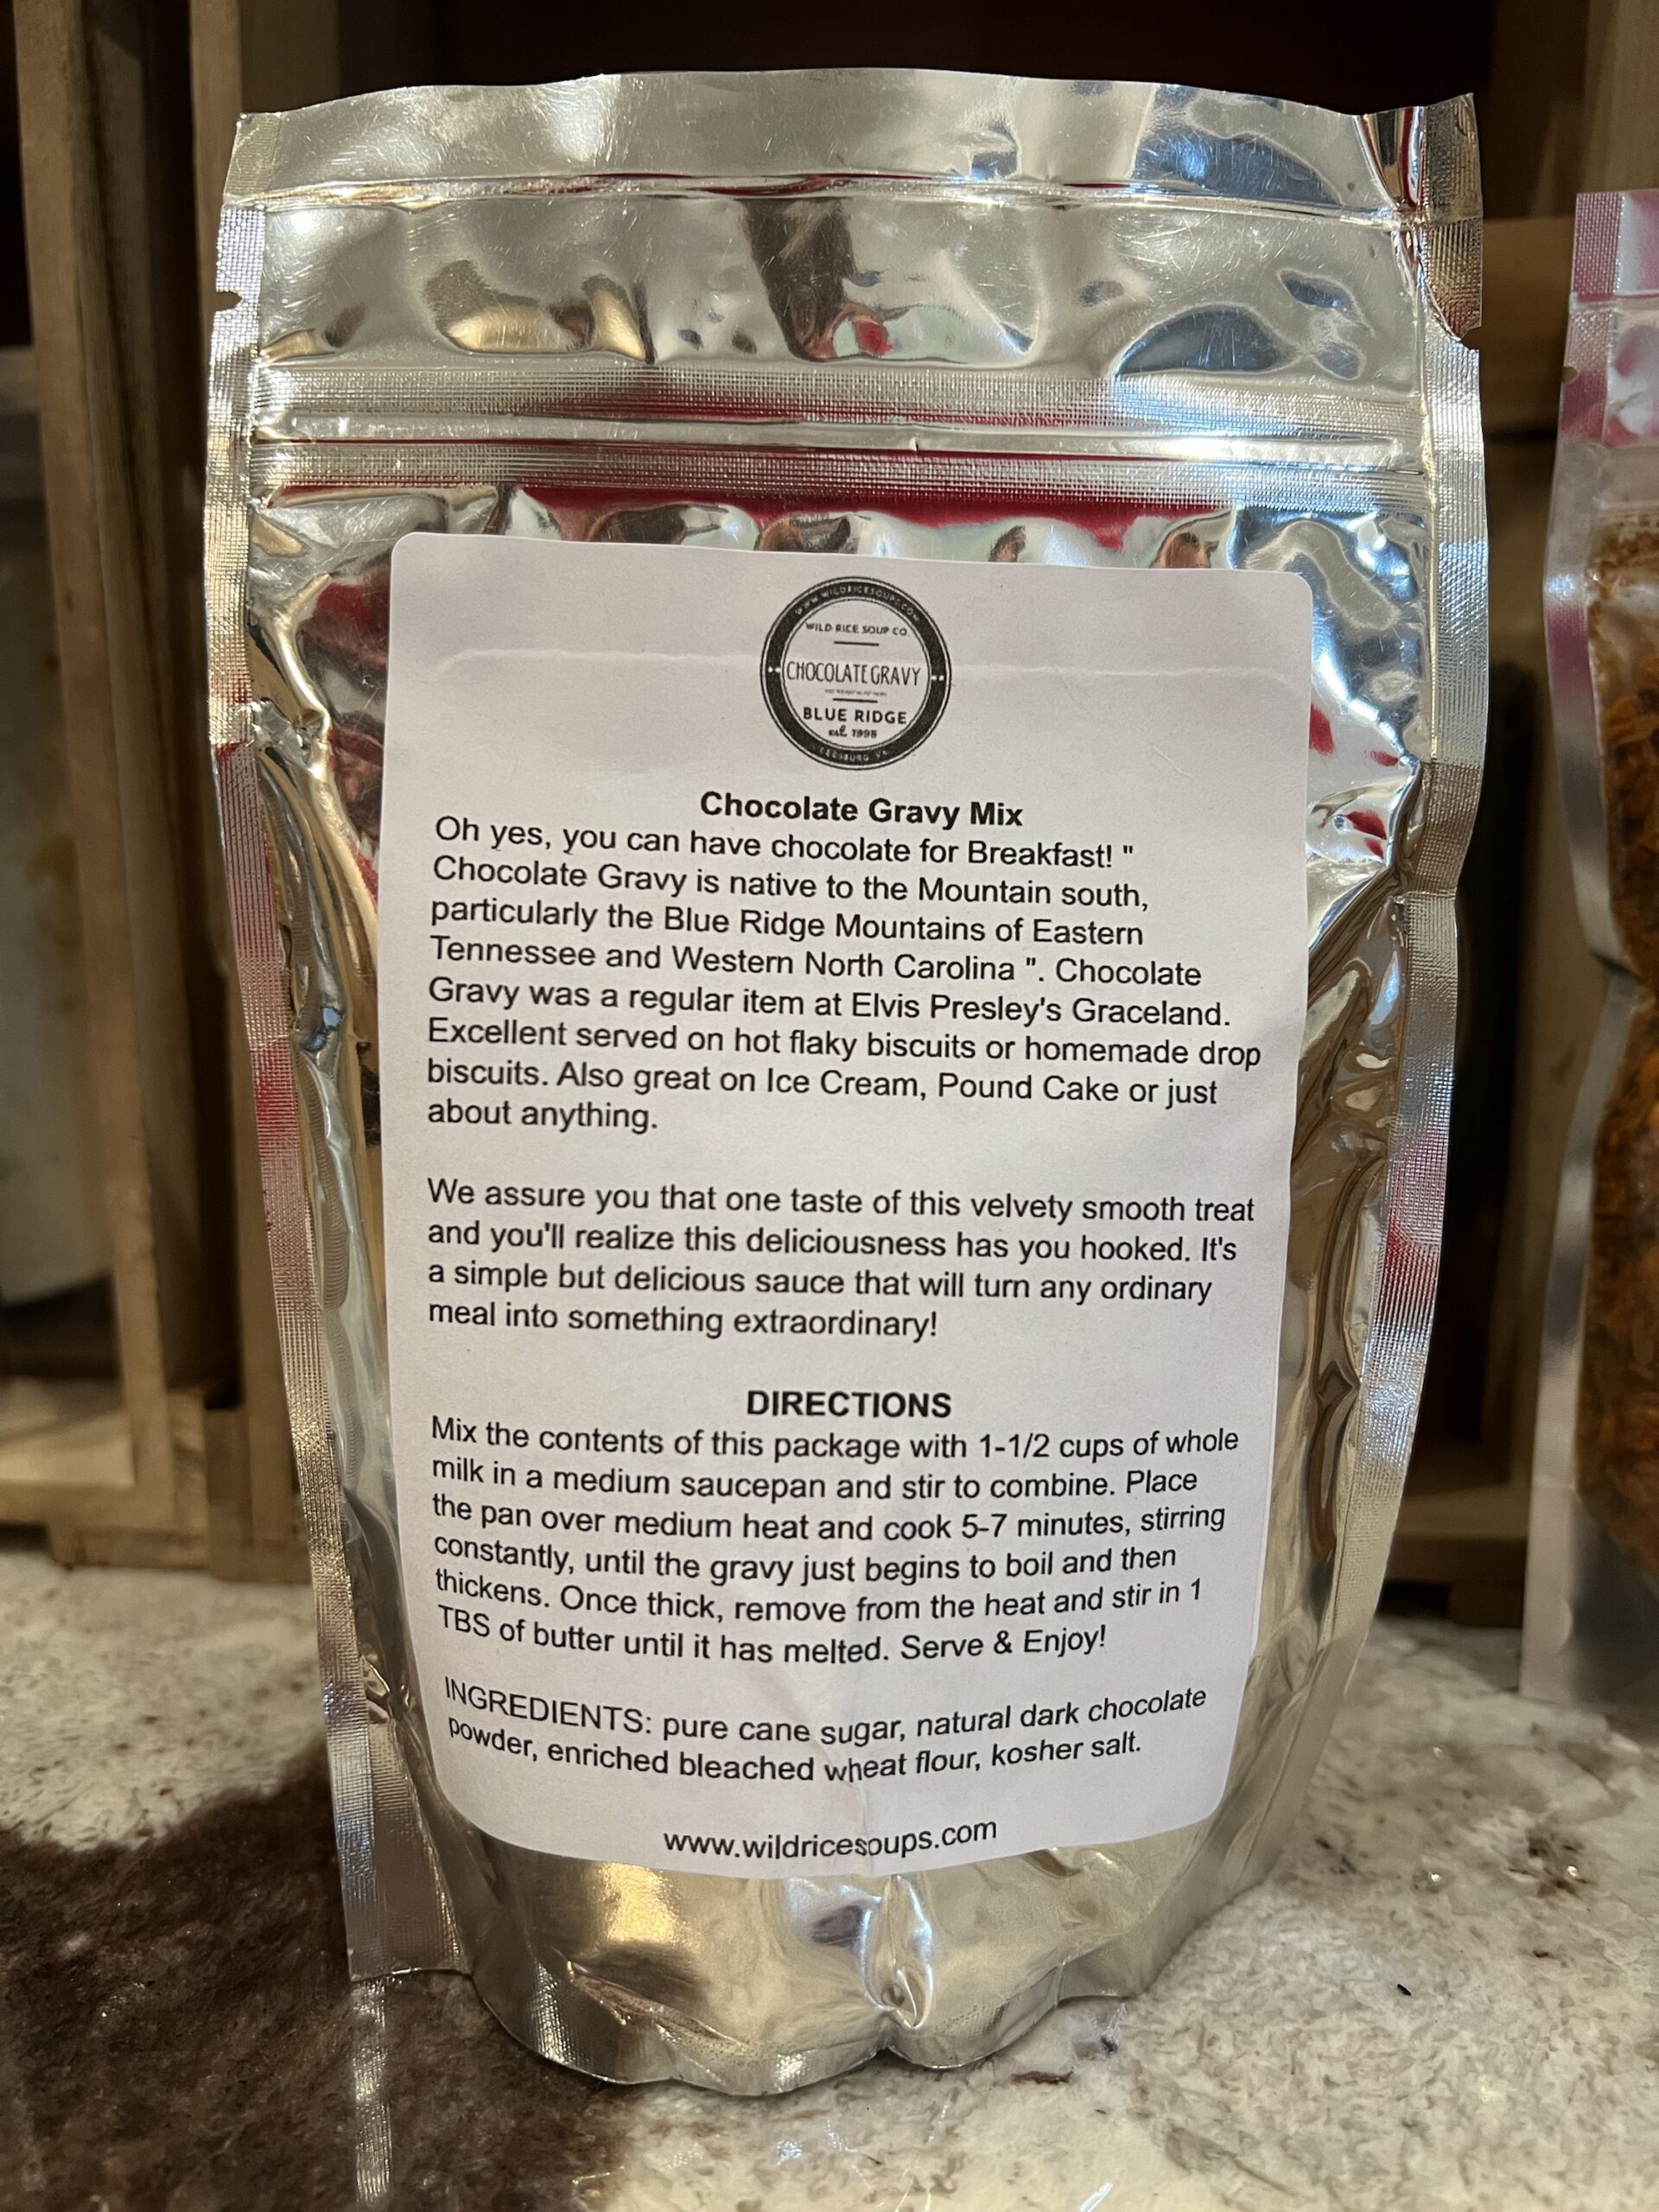 WWW.WILDRICESOUPS.COM
WILD RICE SOUP CO.
CHOCOLATE GRAVY
BLUE RIDGE
est. 1998
Chocolate Gravy Mix
Oh yes, you can have chocolate for Breakfast! "
Chocolate Gravy is native to the Mountain south,
particularly the Blue Ridge Mountains of Eastern
Tennessee and Western North Carolina ". Chocolate
Gravy was a regular item at Elvis Presley's Graceland.
Excellent served on hot flaky biscuits or homemade drop
biscuits. Also great on Ice Cream, Pound Cake or just
about anything.
We assure you that one taste of this velvety smooth treat
and you'll realize this deliciousness has you hooked. It's
a simple but delicious sauce that will turn any ordinary
meal into something extraordinary!
DIRECTIONS
Mix the contents of this package with 1-1/2 cups of whole
milk in a medium saucepan and stir to combine. Place
the pan over medium heat and cook 5-7 minutes, stirring
constantly, until the gravy just begins to boil and then
thickens. Once thick, remove from the heat and stir in 1
TBS of butter until it has melted. Serve & Enjoy!
INGREDIENTS: pure cane sugar, natural dark chocolate
powder, enriched bleached wheat flour, kosher salt.
www.wildricesoups.com